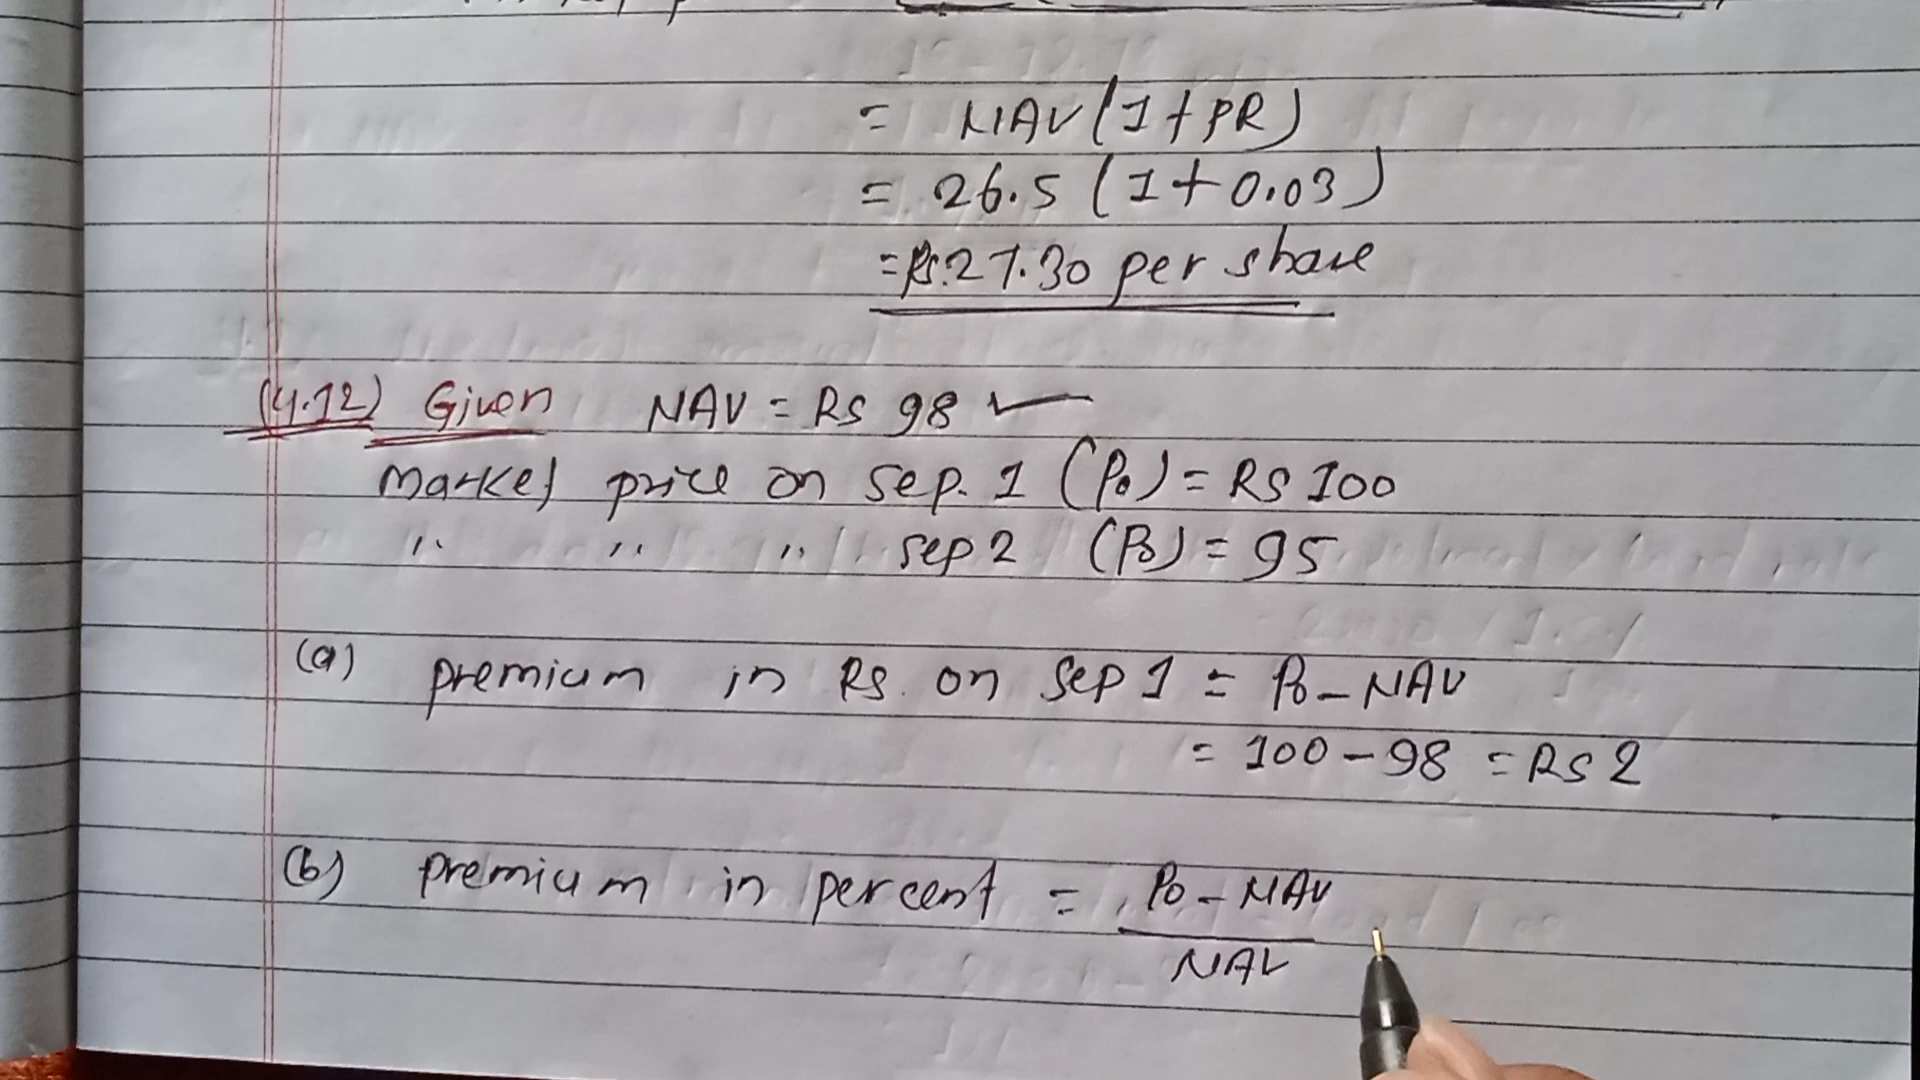 = NAV (1 + PR)
= 26.5 (1 + 0.03)
= Rs. 27.30 per share
(4.12) Given NAV = Rs 98
Market price on sep. 1 (P0) = RS 100
" " " sep 2 (P0) = 95
(a) premium in Rs. on sep 1 = P0 - NAV
= 100 - 98 = RS 2
(b) premium in percent = P0 - NAV
NAV